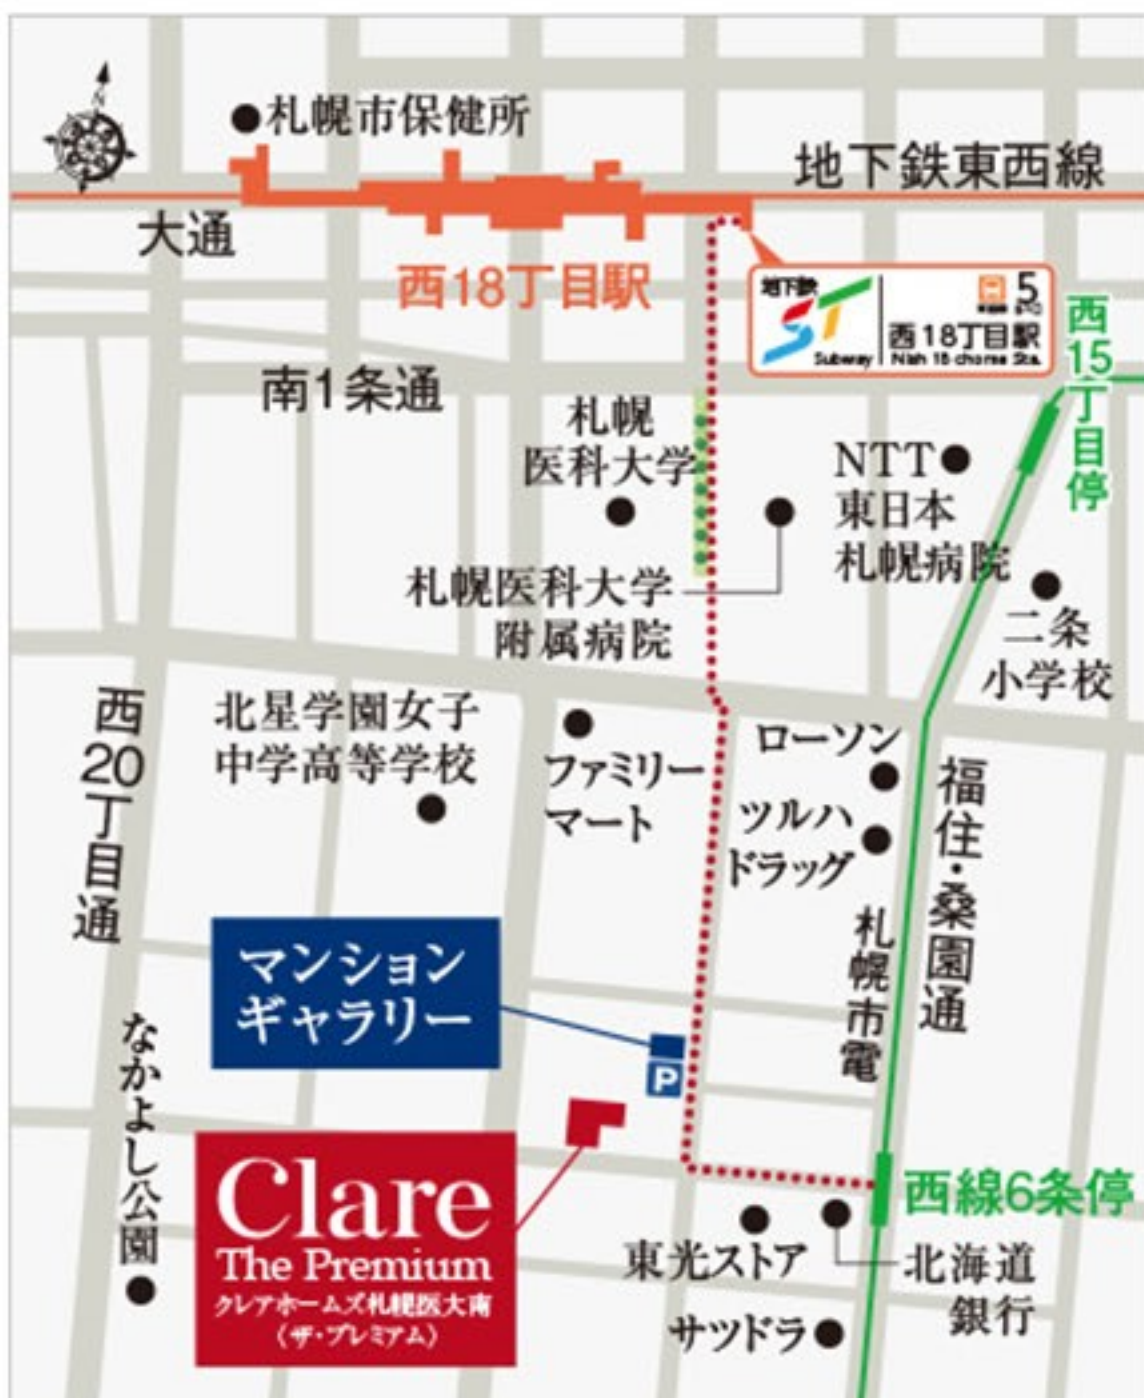 N
札幌市保健所
地下鉄東西線
大通
西18丁目駅
地下鉄
ST
Subway
5
西18丁目駅
Nishi 18-chome Sta.
西15丁目停
南1条通
札幌
医科大学
NTT
東日本
札幌病院
札幌医科大学
附属病院
二条
小学校
西20丁目通
北星学園女子
中学高等学校
ファミリー
マート
ローソン
ツルハ
ドラッグ
福住・桑園通
札幌市電
マンション
ギャラリー
P
なかよし公園
Clare
The Premium
クレアホームズ札幌医大南
(ザ・プレミアム)
西線6条停
東光ストア
北海道
銀行
サツドラ